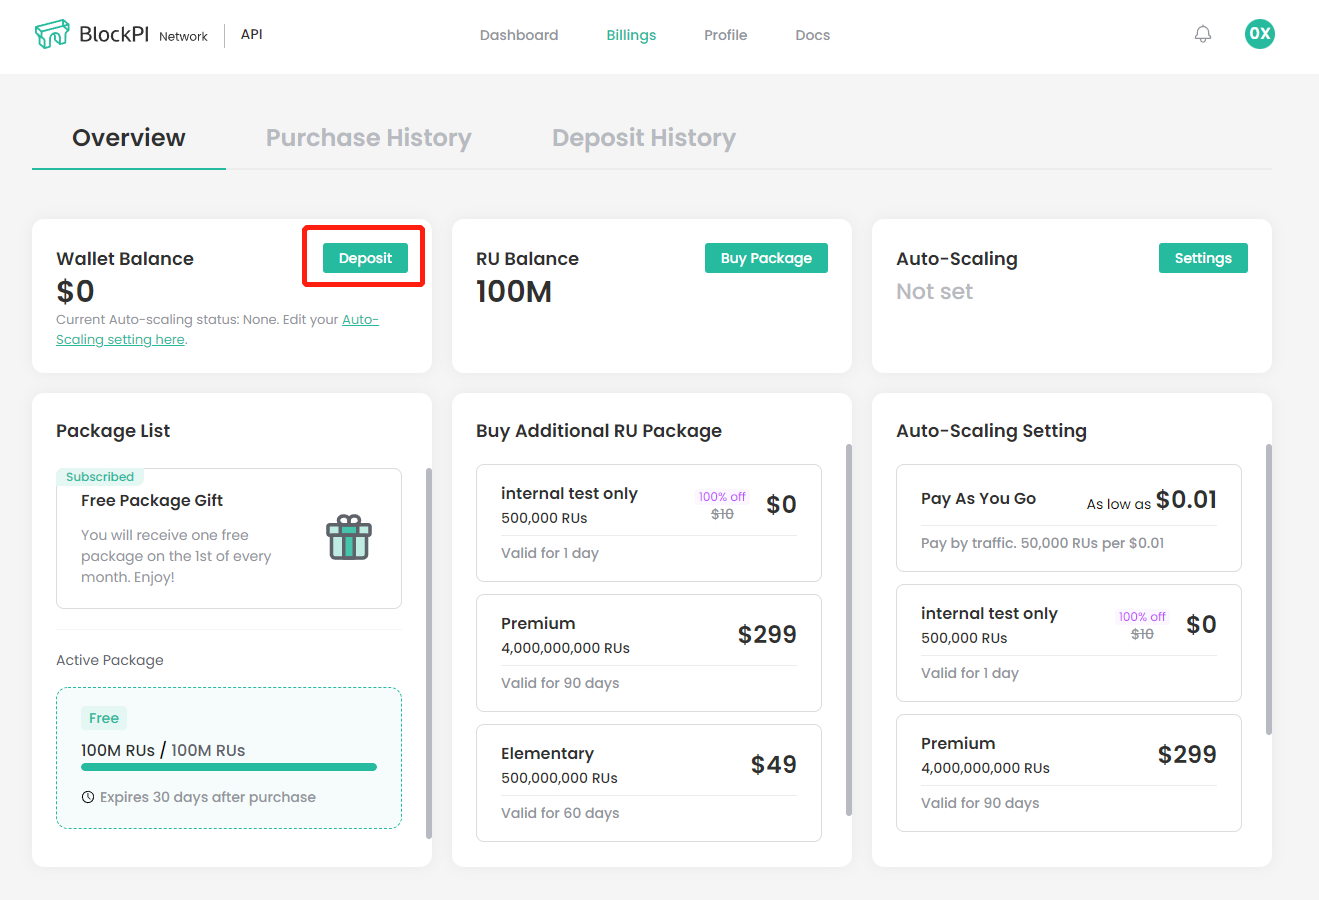 BlockPI Network API
Dashboard Billings Profile Docs
0X
Overview Purchase History Deposit History
Wallet Balance
Deposit
$0
Current Auto-scaling status: None. Edit your Auto-
Scaling setting here.
RU Balance
Buy Package
100M
Auto-Scaling
Settings
Not set
Package List
Subscribed
Free Package Gift
You will receive one free
package on the 1st of every
month. Enjoy!
Active Package
Free
100M RUs / 100M RUs
Expires 30 days after purchase
Buy Additional RU Package
internal test only
500,000 RUs
100% off
$10
$0
Valid for 1 day
Premium
4,000,000,000 RUs
$299
Valid for 90 days
Elementary
500,000,000 RUs
$49
Valid for 60 days
Auto-Scaling Setting
Pay As You Go
As low as $0.01
Pay by traffic. 50,000 RUs per $0.01
internal test only
500,000 RUs
100% off
$10
$0
Valid for 1 day
Premium
4,000,000,000 RUs
$299
Valid for 90 days